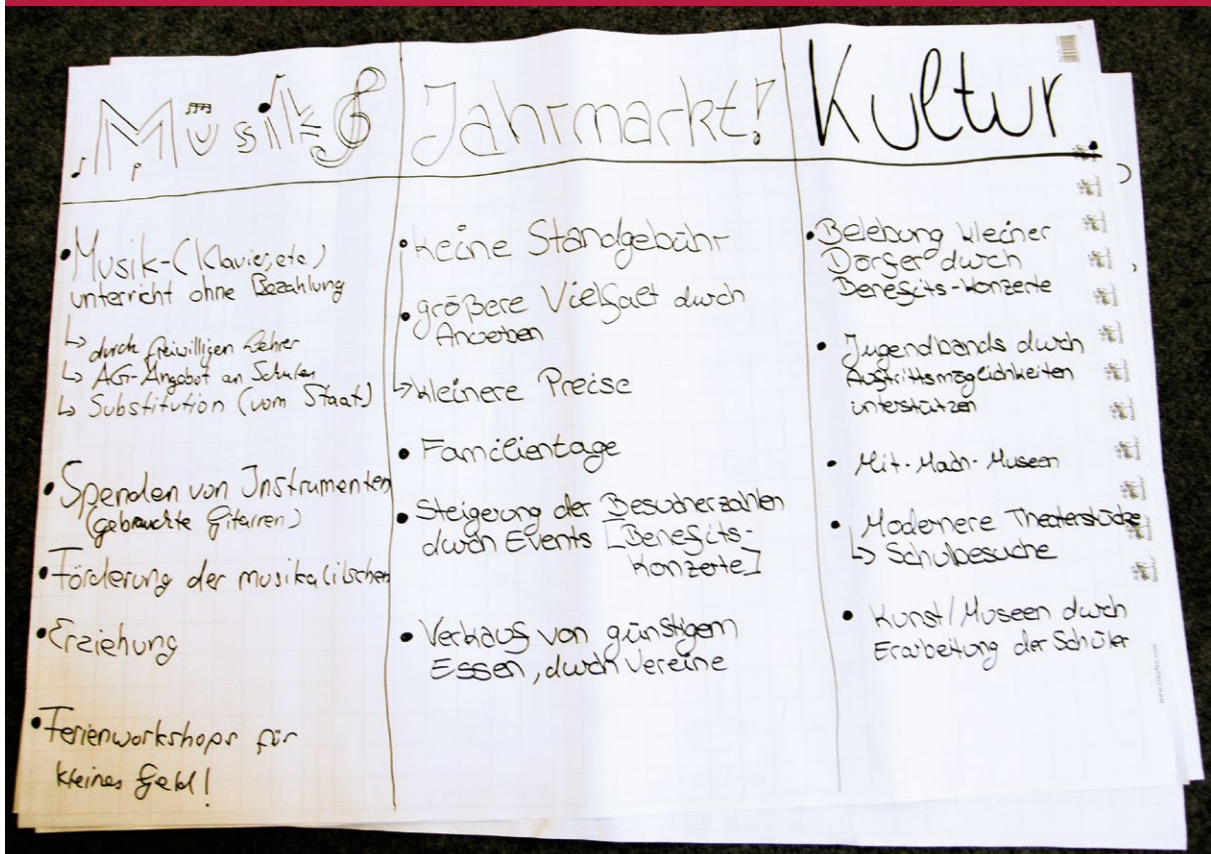 Musik
Musik-(Klavier,etc)
unterricht ohne Bezahlung
↳ durch freiwilligen Lehrer
↳ AG-Angebot an Schulen
↳ Substitution (vom Staat)
• Spenden von Instrumenten
(gebrauchte Gitarren)
• Förderung der musikalischen
• Erziehung
• Ferienworkshops für
kleines Geld!
Jahrmarkt!
• keine Standgebühr
• größere Vielfalt durch
Anwerben
↳ kleinere Preise
• Familientage
• Steigerung der Besucherzahlen
durch Events [Benefits-
Konzerte]
• Verkauf von günstigem
Essen, durch Vereine
Kultur
• Belebung kleiner
Dörfer durch
Benefits-Konzerte
• Jugendbands durch
Auftrittsmöglichkeiten
unterstützen
• Mit-Mach-Museen
• Modernere Theaterstücke
↳ Schulbesuche
• Kunst/Museen durch
Erarbeitung der Schüler